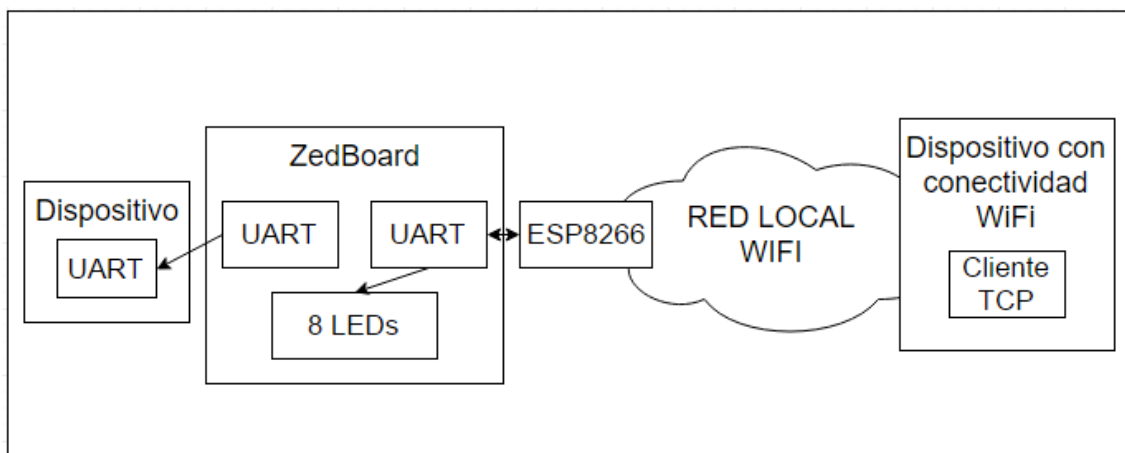 Dispositivo
UART
ZedBoard
UART
UART
8 LEDs
ESP8266
RED LOCAL
WIFI
Dispositivo con
conectividad
WiFi
Cliente
TCP